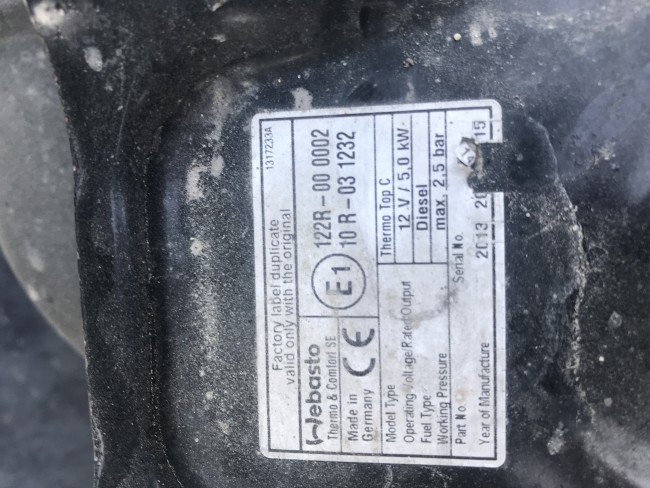 1317233A
Factory label duplicate
valid only with the original
Webasto
Thermo & Comfort SE
Made in
Germany
CE
E1
122R-00 0002
10 R-03 1232
Model Type Thermo Top C
Operating Voltage/Rated Output 12 V / 5,0 kW
Fuel Type Diesel
Working Pressure max. 2,5 bar
Part No. Serial No.
Year of Manufacture 2013 15